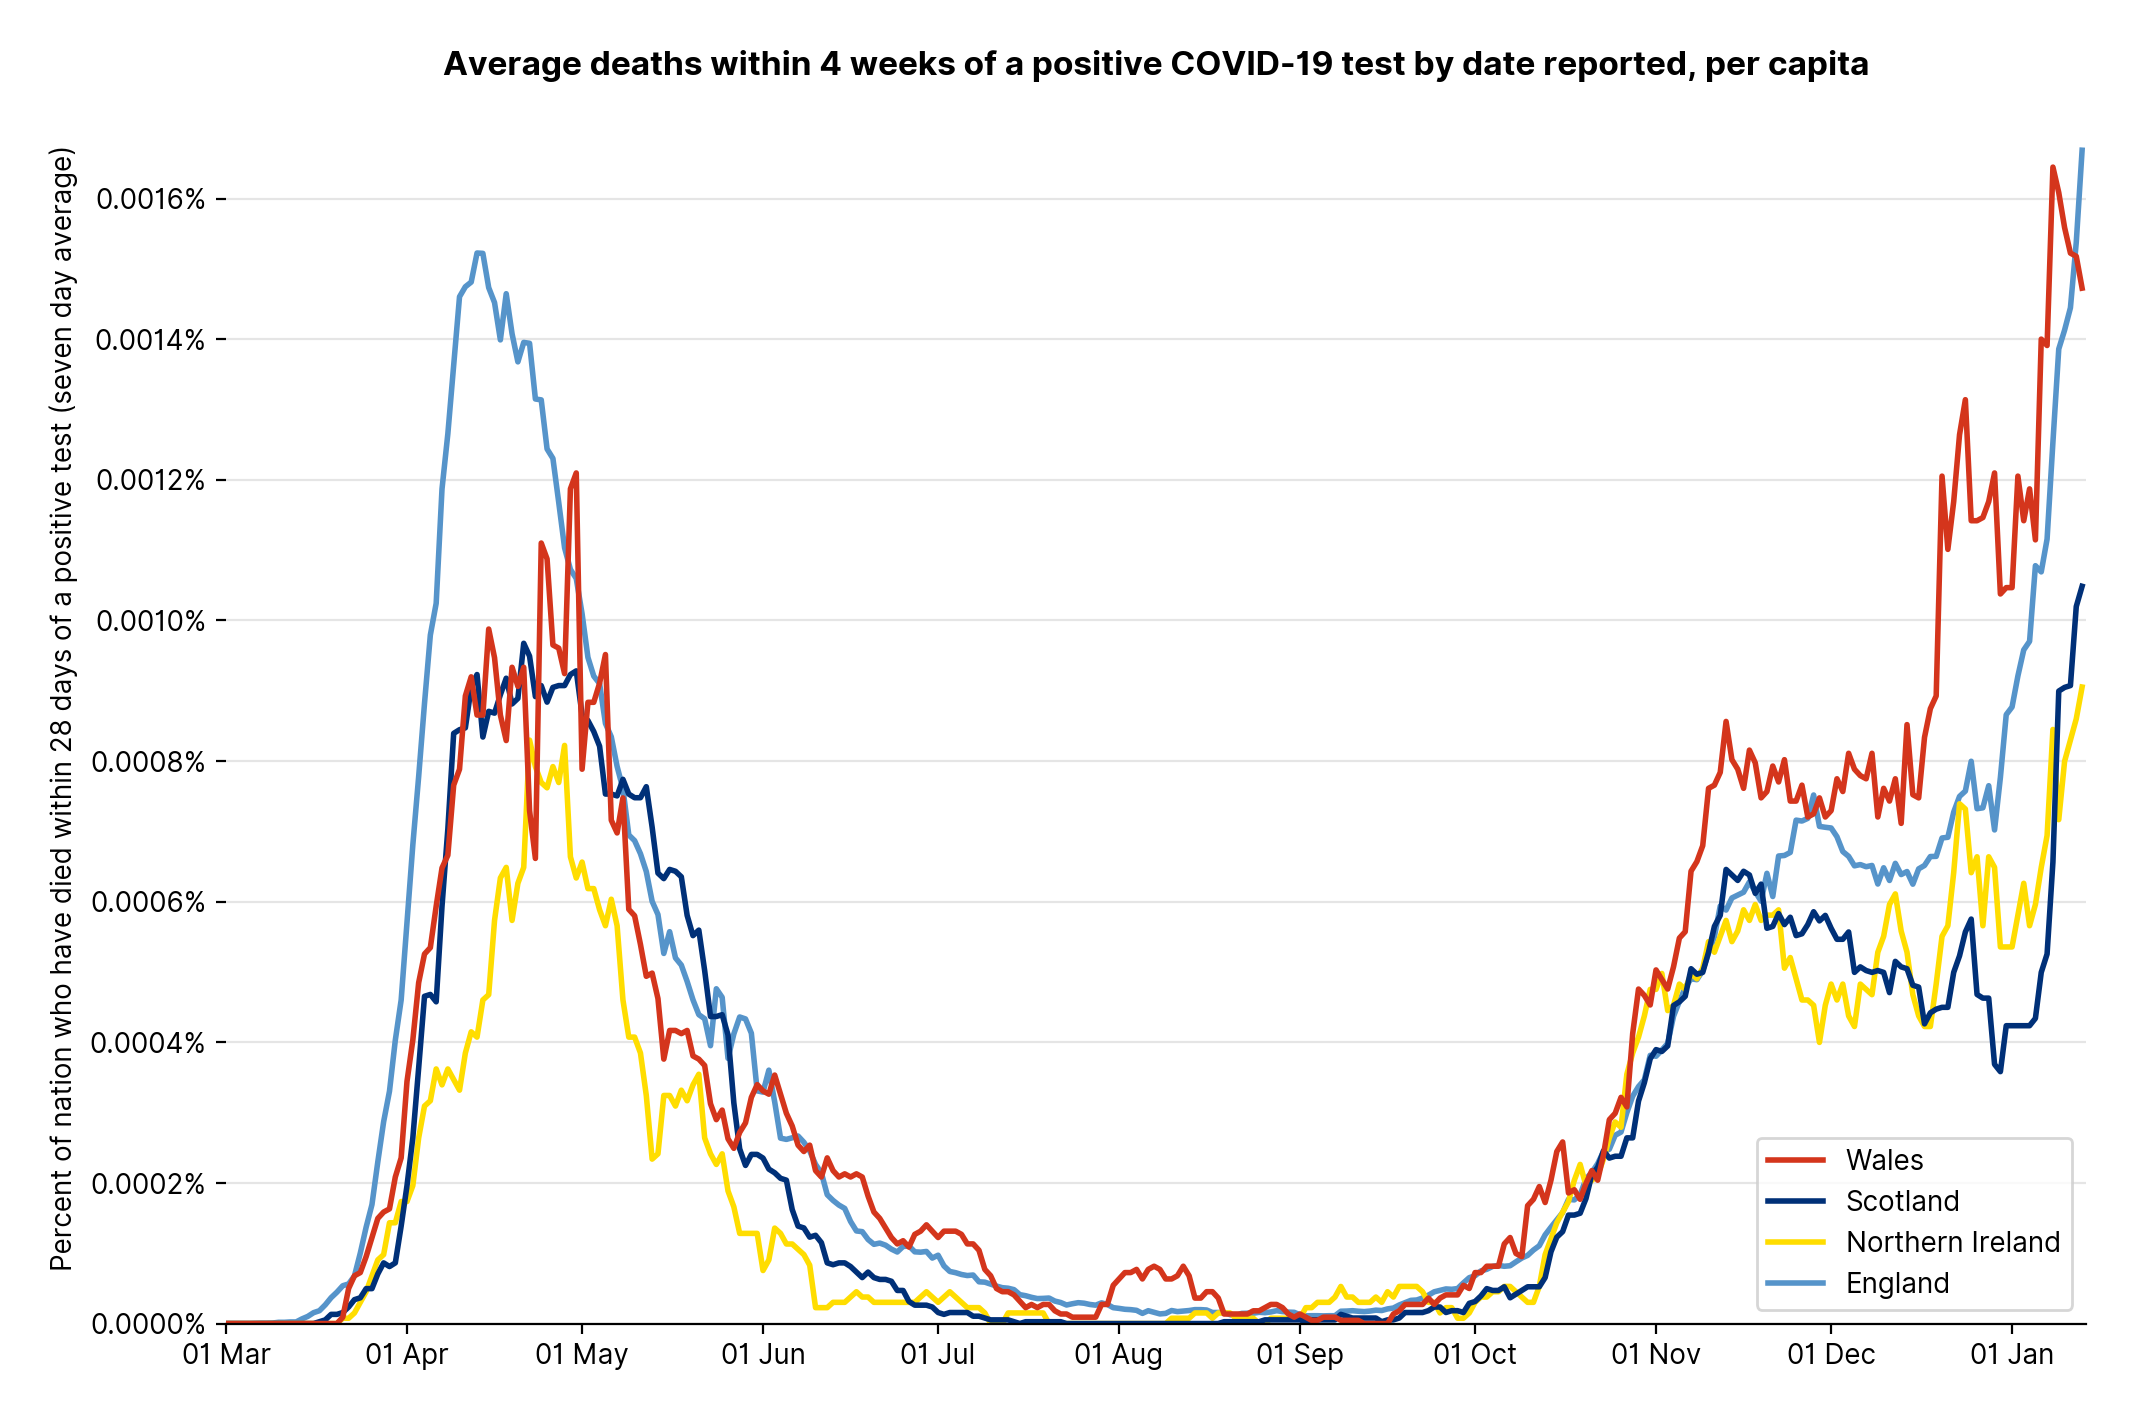 Average deaths within 4 weeks of a positive COVID-19 test by date reported, per capita
Percent of nation who have died within 28 days of a positive test (seven day average)
0.0016%
0.0014%
0.0012%
0.0010%
0.0008%
0.0006%
0.0004%
0.0002%
0.0000%
01 Mar
01 Apr
01 May
01 Jun
01 Jul
01 Aug
01 Sep
01 Oct
01 Nov
01 Dec
01 Jan
Wales
Scotland
Northern Ireland
England